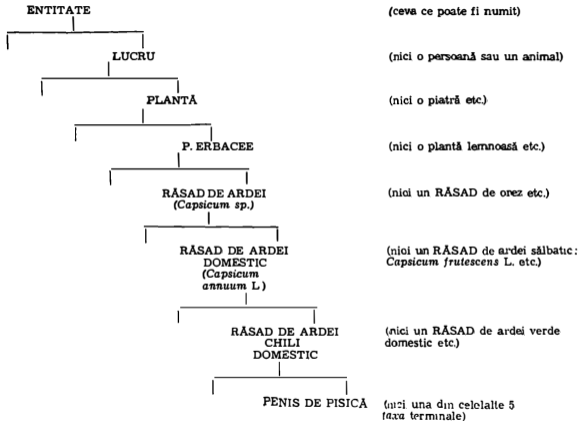 ENTITATE (ceva ce poate fi numit)
LUCRU (nici o persoană sau un animal)
PLANTĂ (nici o piatră etc.)
P. ERBACEE (nici o plantă lemnoasă etc.)
RĂSAD DE ARDEI (nici un RĂSAD de orez etc.)
(Capsicum sp.)
RĂSAD DE ARDEI (nici un RĂSAD de ardei sălbatic:
DOMESTIC Capsicum frutescens L. etc.)
(Capsicum
annuum L)
RĂSAD DE ARDEI (nici un RĂSAD de ardei verde
CHILI domestic etc.)
DOMESTIC
PENIS DE PISICĂ (nici una din celelalte 5
taxa terminale)